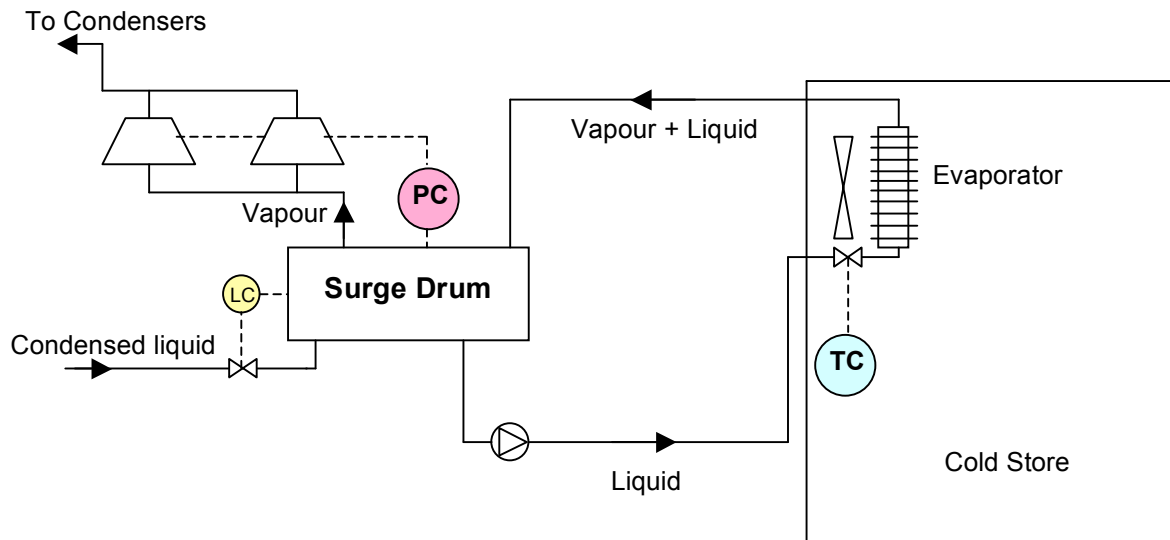 To Condensers
Vapour + Liquid
Evaporator
PC
Vapour
Surge Drum
LC
Condensed liquid
TC
Liquid
Cold Store